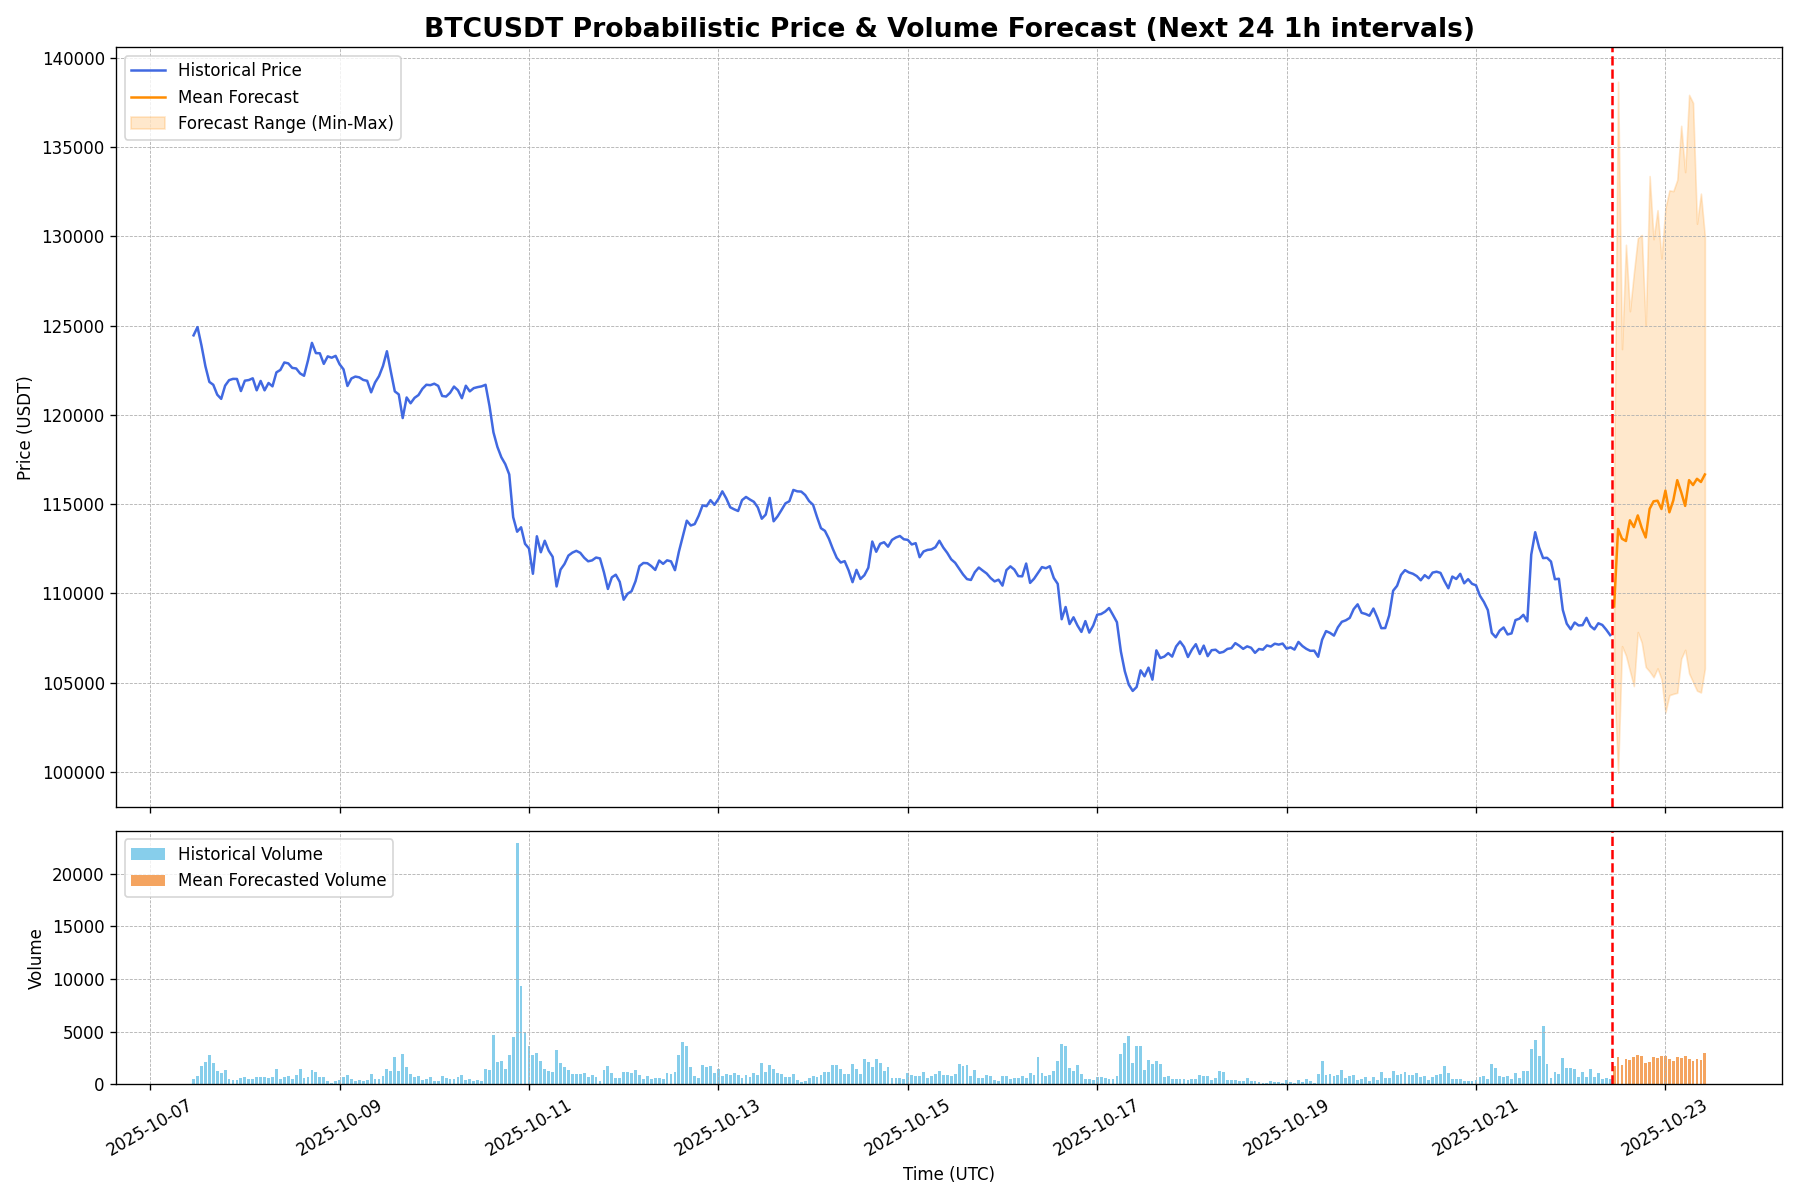 BTCUSDT Probabilistic Price & Volume Forecast (Next 24 1h intervals)
Historical Price
Mean Forecast
Forecast Range (Min-Max)
140000
135000
130000
125000
120000
115000
110000
105000
100000
Price (USDT)
Historical Volume
Mean Forecasted Volume
20000
15000
10000
5000
0
Volume
2025-10-07
2025-10-09
2025-10-11
2025-10-13
2025-10-15
2025-10-17
2025-10-19
2025-10-21
2025-10-23
Time (UTC)